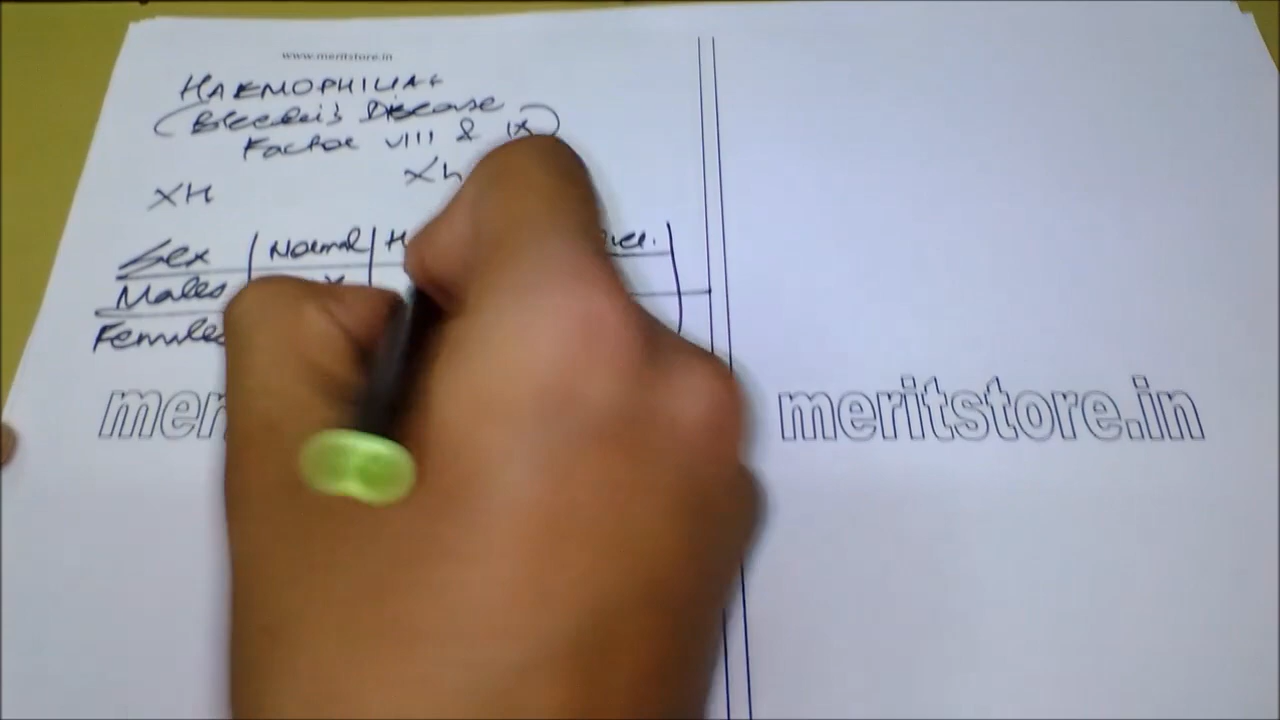 www.meritstore.in
HAEMOPHILIA
(Bleeder's Disease
Factor VIII & IX)
Xh
XH
Sex Normal
Males
Females
meritstore.in